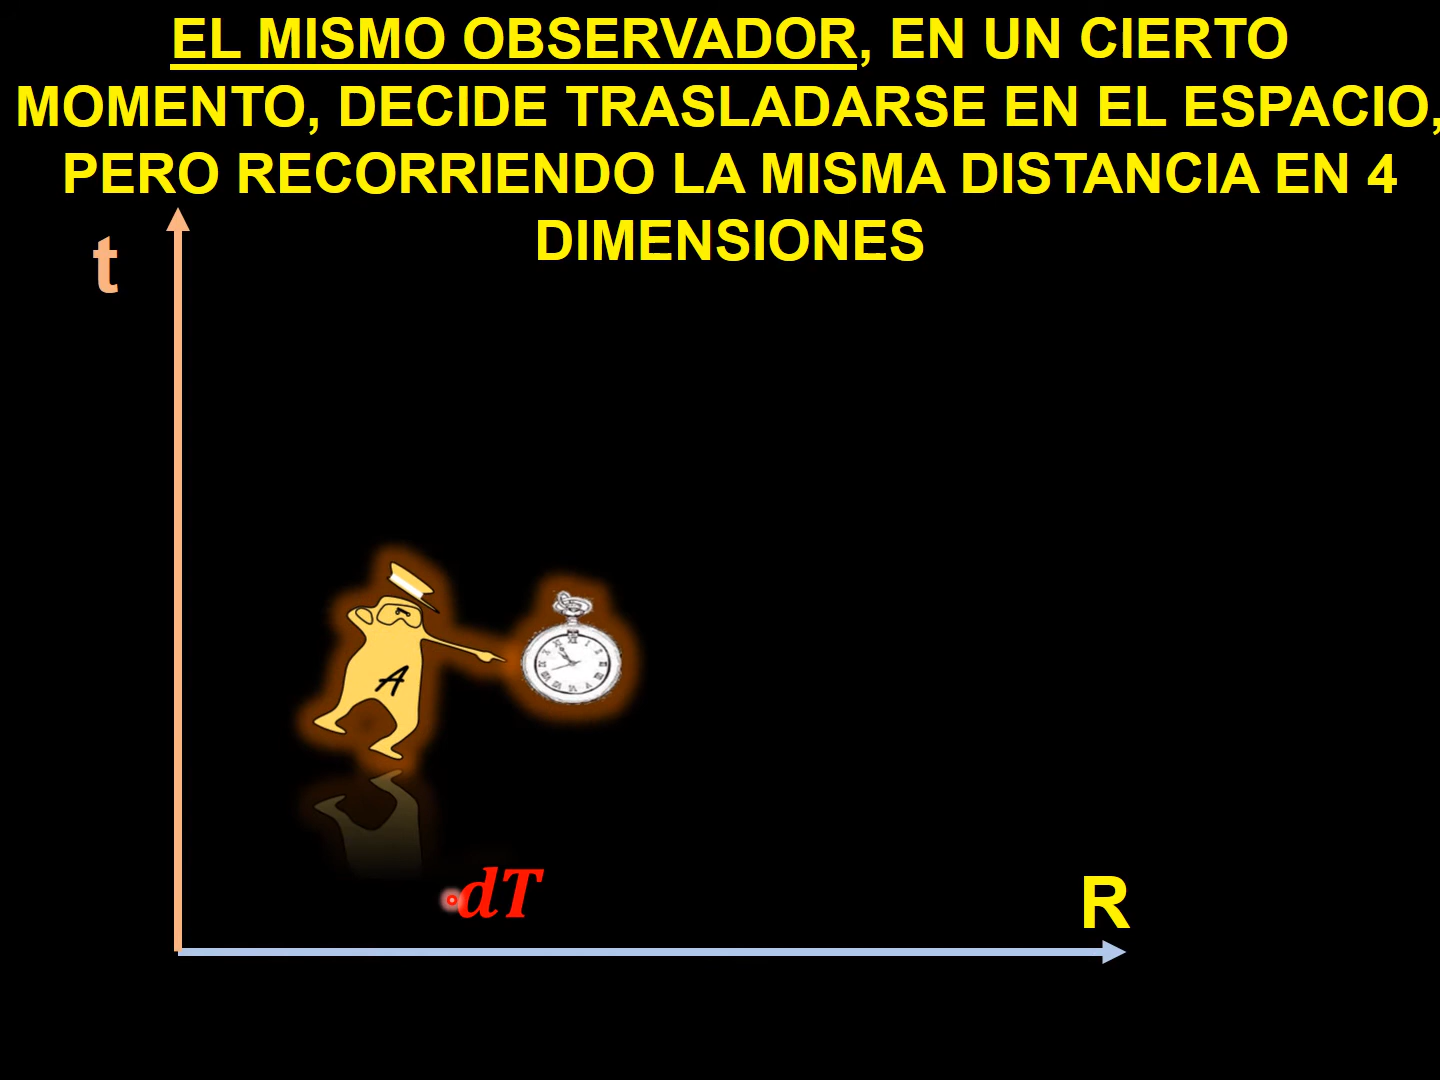 EL MISMO OBSERVADOR, EN UN CIERTO
MOMENTO, DECIDE TRASLADARSE EN EL ESPACIO,
PERO RECORRIENDO LA MISMA DISTANCIA EN 4
DIMENSIONES
t
A
dT
R